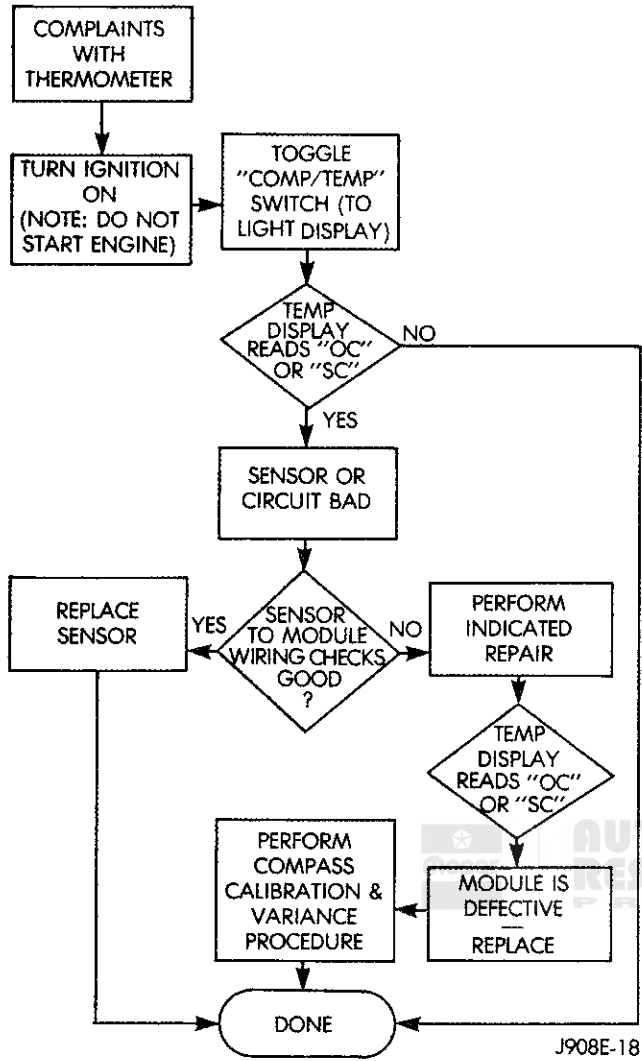 COMPLAINTS
WITH
THERMOMETER
TURN IGNITION
ON
(NOTE: DO NOT
START ENGINE)
TOGGLE
"COMP/TEMP"
SWITCH (TO
LIGHT DISPLAY)
TEMP
DISPLAY
READS "OC"
OR "SC"
NO
YES
SENSOR OR
CIRCUIT BAD
SENSOR
TO MODULE
WIRING CHECKS
GOOD
?
YES
REPLACE
SENSOR
NO
PERFORM
INDICATED
REPAIR
TEMP
DISPLAY
READS "OC"
OR "SC"
MODULE IS
DEFECTIVE
—
REPLACE
PERFORM
COMPASS
CALIBRATION &
VARIANCE
PROCEDURE
DONE
J908E-18